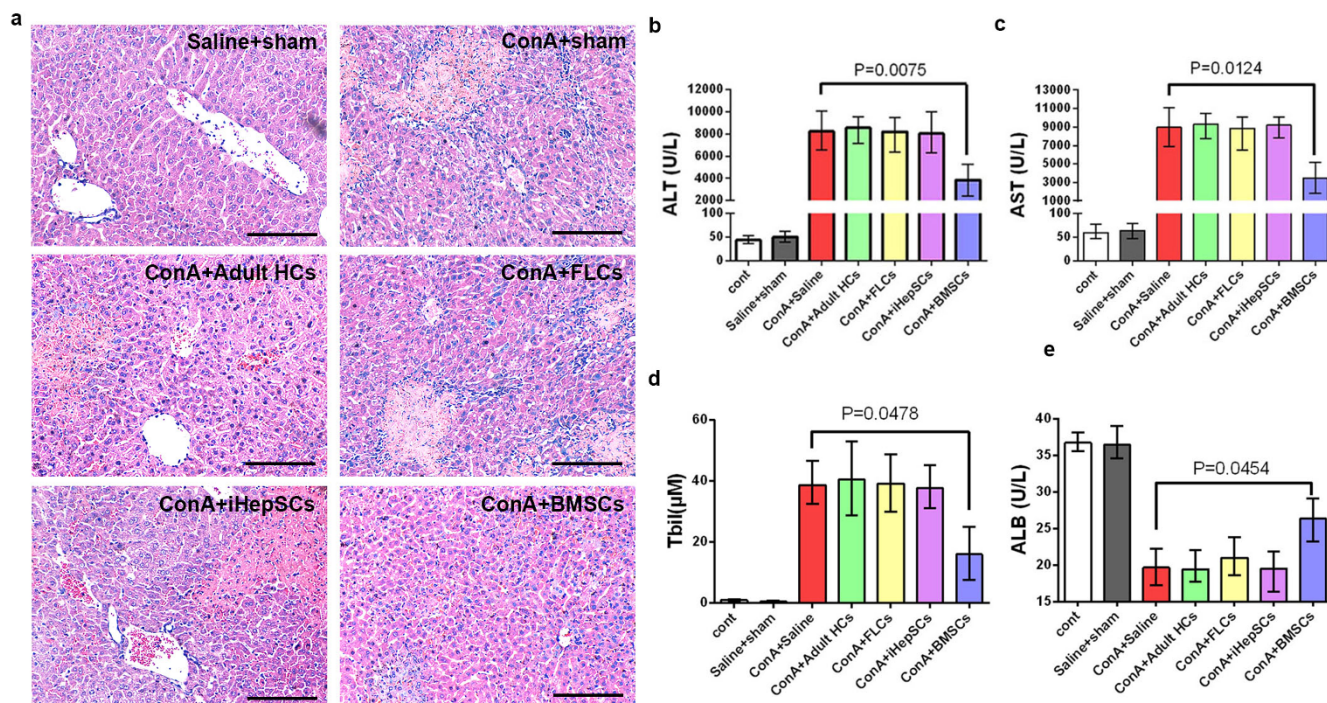 a
Saline+sham
ConA+sham
ConA+Adult HCs
ConA+FLCs
ConA+iHepSCs
ConA+BMSCs
b
P=0.0075
ALT (U/L)
12000
10000
8000
6000
4000
2000
100
50
0
cont
Saline+sham
ConA+Saline
ConA+Adult HCs
ConA+FLCs
ConA+iHepSCs
ConA+BMSCs
c
P=0.0124
AST (U/L)
13000
11000
9000
7000
5000
3000
1000
100
50
0
cont
Saline+sham
ConA+Saline
ConA+Adult HCs
ConA+FLCs
ConA+iHepSCs
ConA+BMSCs
d
P=0.0478
Tbil(μM)
60
40
20
0
cont
Saline+sham
ConA+Saline
ConA+Adult HCs
ConA+FLCs
ConA+iHepSCs
ConA+BMSCs
e
P=0.0454
ALB (U/L)
40
35
30
25
20
15
cont
Saline+sham
ConA+Saline
ConA+Adult HCs
ConA+FLCs
ConA+iHepSCs
ConA+BMSCs